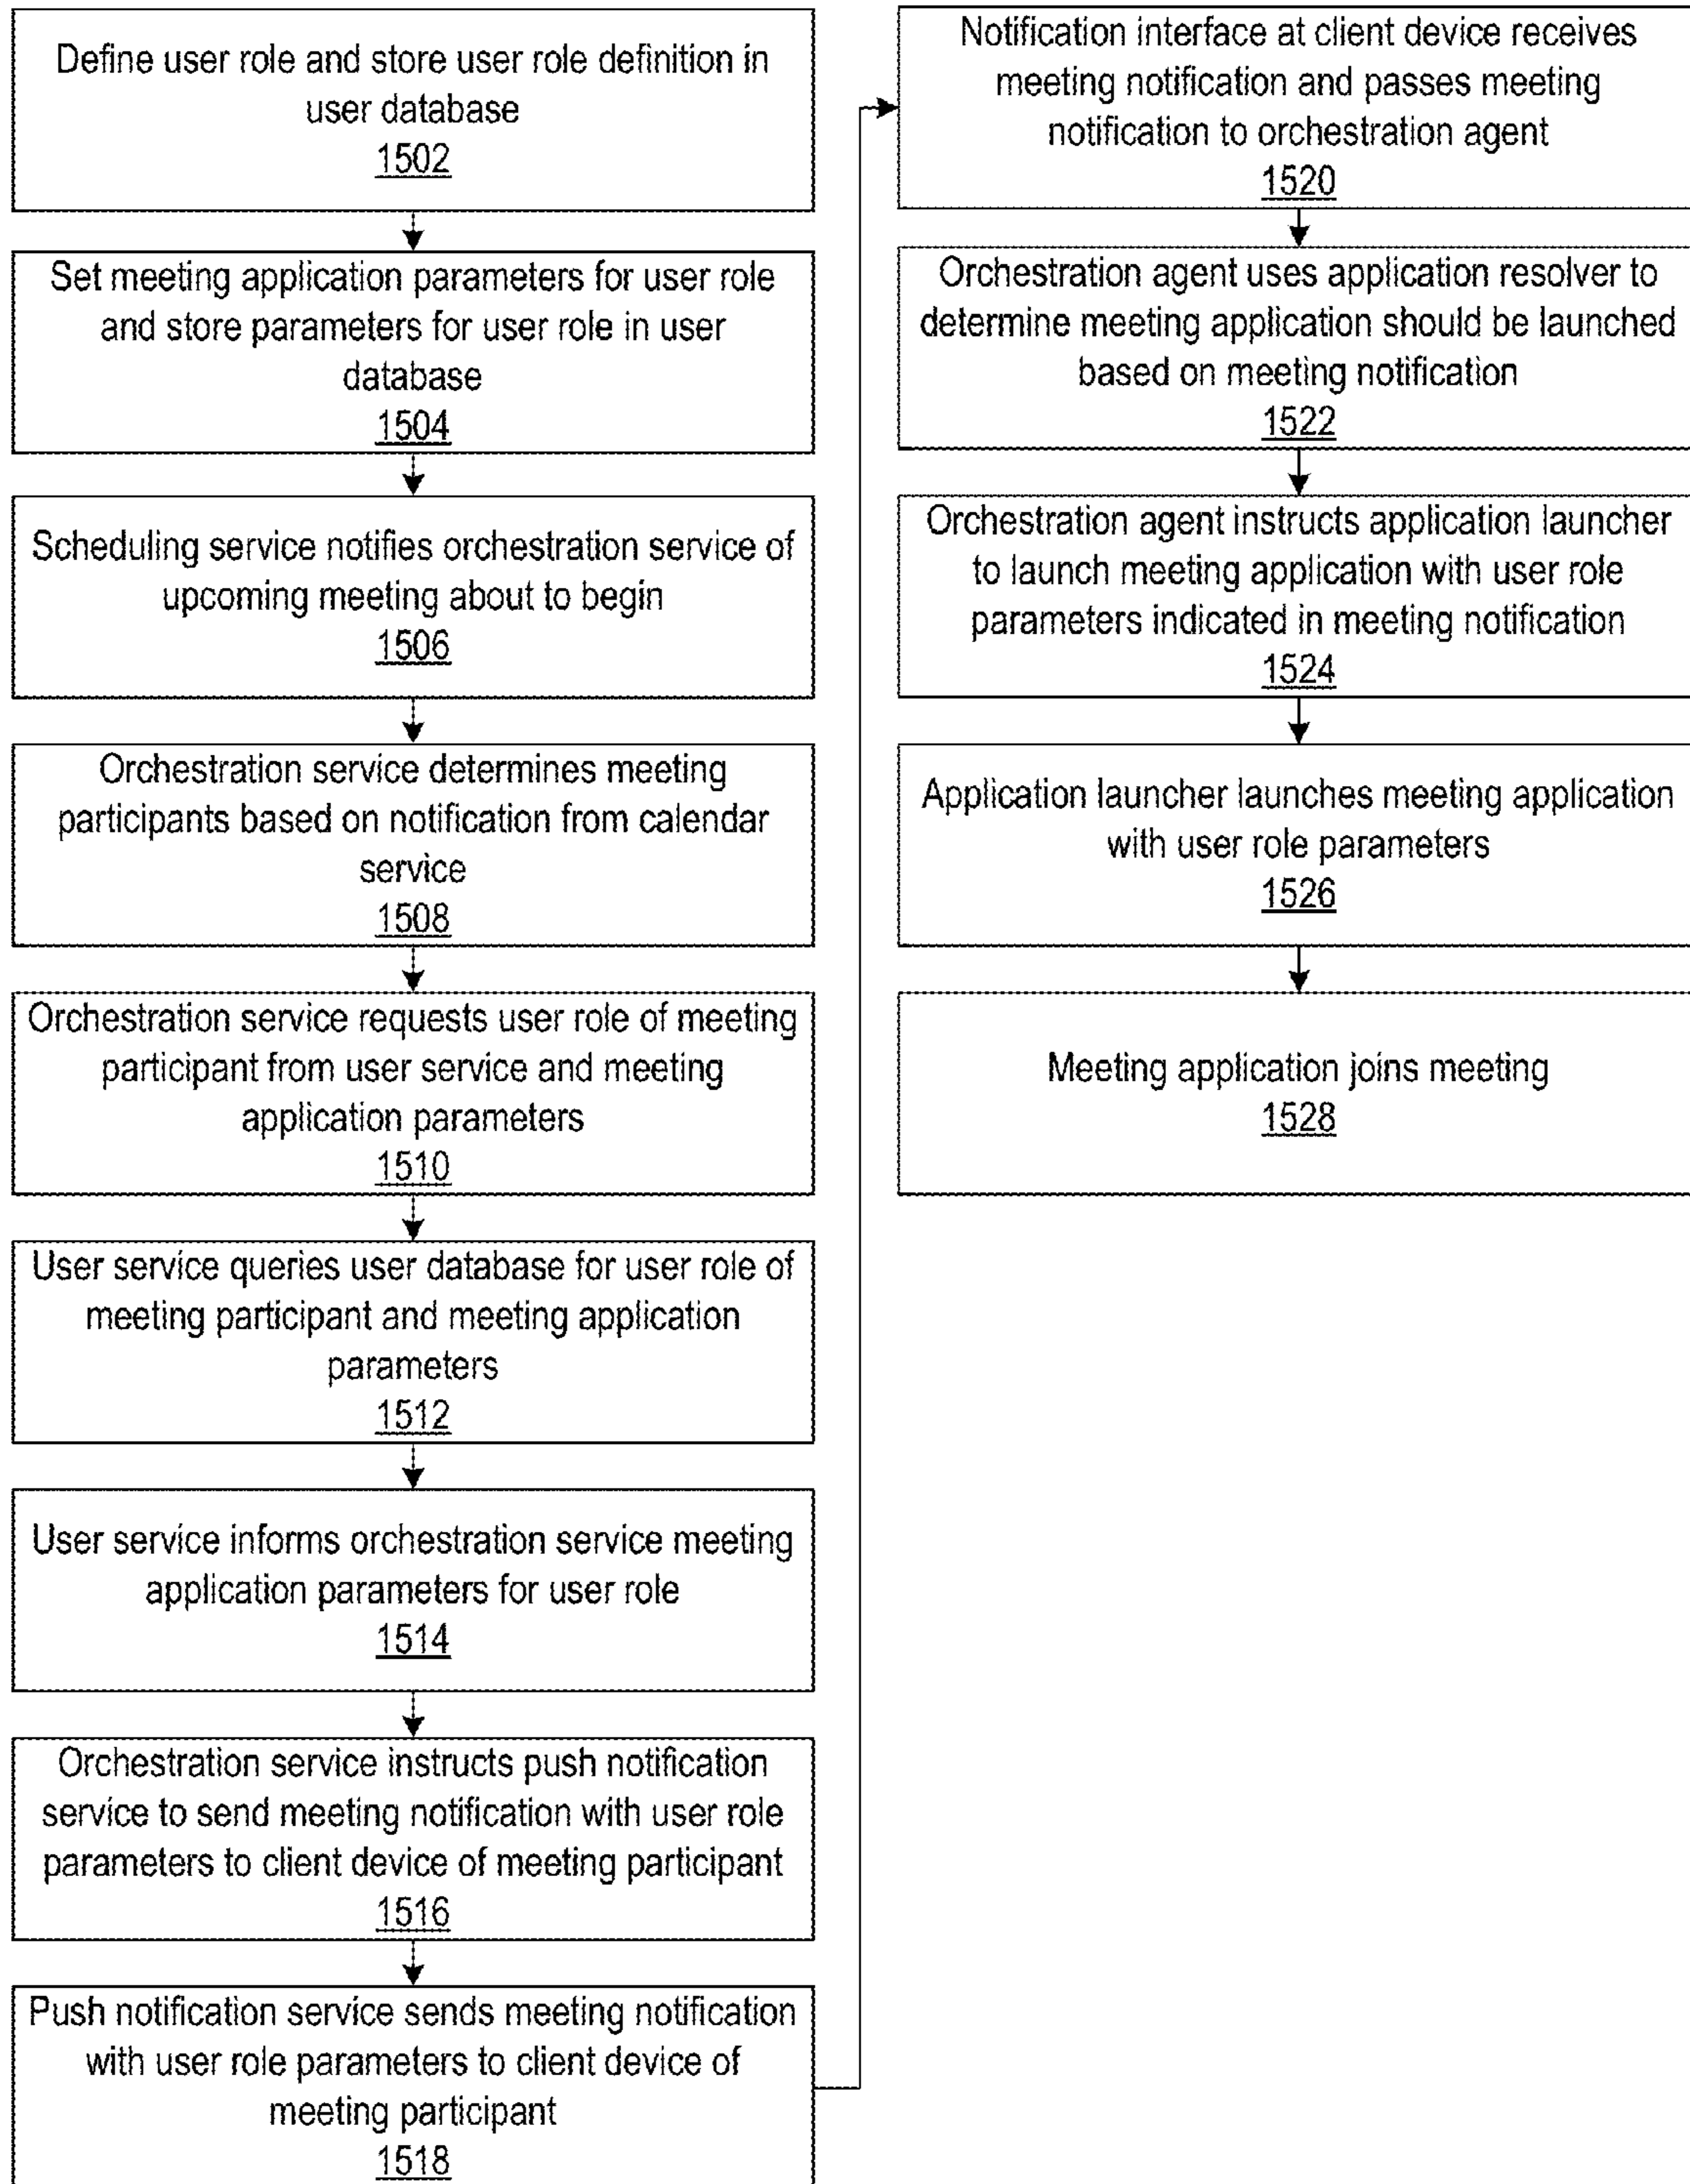 Define user role and store user role definition in
user database
1502
Set meeting application parameters for user role
and store parameters for user role in user
database
1504
Scheduling service notifies orchestration service of
upcoming meeting about to begin
1506
Orchestration service determines meeting
participants based on notification from calendar
service
1508
Orchestration service requests user role of meeting
participant from user service and meeting
application parameters
1510
User service queries user database for user role of
meeting participant and meeting application
parameters
1512
User service informs orchestration service meeting
application parameters for user role
1514
Orchestration service instructs push notification
service to send meeting notification with user role
parameters to client device of meeting participant
1516
Push notification service sends meeting notification
with user role parameters to client device of
meeting participant
1518
Notification interface at client device receives
meeting notification and passes meeting
notification to orchestration agent
1520
Orchestration agent uses application resolver to
determine meeting application should be launched
based on meeting notification
1522
Orchestration agent instructs application launcher
to launch meeting application with user role
parameters indicated in meeting notification
1524
Application launcher launches meeting application
with user role parameters
1526
Meeting application joins meeting
1528